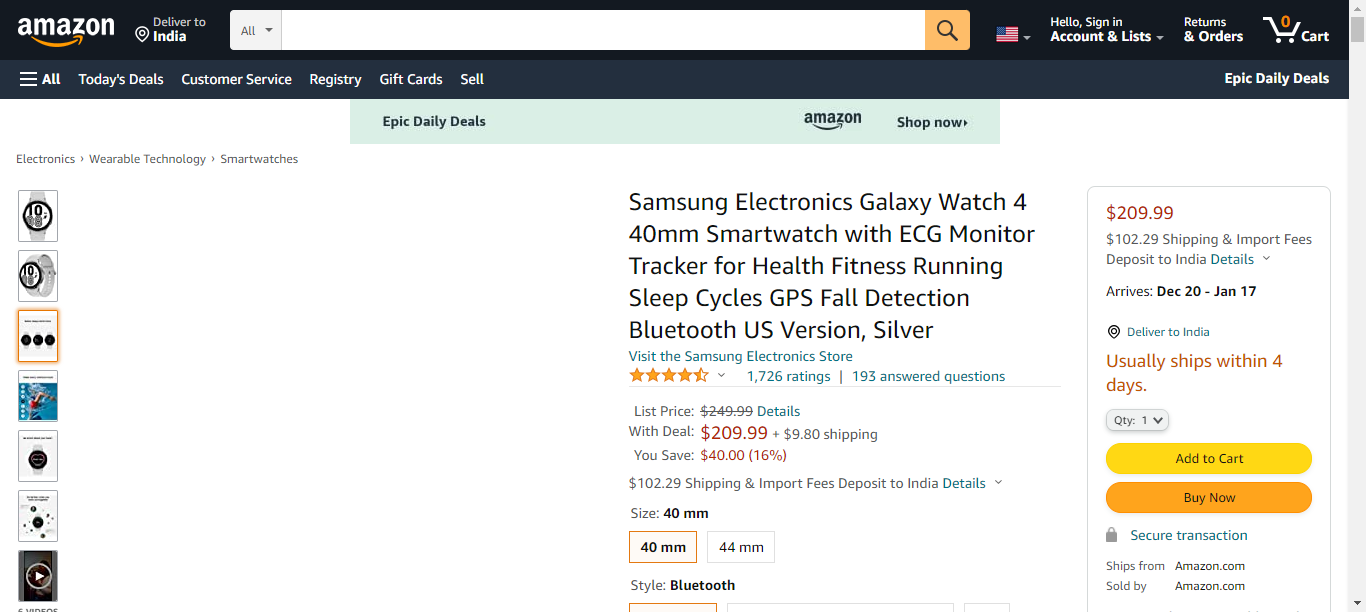 amazon
Deliver to
India
All
0
Hello, Sign in
Account & Lists
Returns
& Orders
Cart
All
Today's Deals
Customer Service
Registry
Gift Cards
Sell
Epic Daily Deals
Epic Daily Deals
amazon
Shop now
Electronics › Wearable Technology › Smartwatches
Samsung Electronics Galaxy Watch 4
40mm Smartwatch with ECG Monitor
Tracker for Health Fitness Running
Sleep Cycles GPS Fall Detection
Bluetooth US Version, Silver
Visit the Samsung Electronics Store
1,726 ratings | 193 answered questions
List Price: $249.99 Details
With Deal: $209.99 + $9.80 shipping
You Save: $40.00 (16%)
$102.29 Shipping & Import Fees Deposit to India Details
Size: 40 mm
40 mm
44 mm
Style: Bluetooth
$209.99
$102.29 Shipping & Import Fees
Deposit to India Details
Arrives: Dec 20 - Jan 17
Deliver to India
Usually ships within 4
days.
Qty: 1
Add to Cart
Buy Now
Secure transaction
Ships from Amazon.com
Sold by Amazon.com
6 VIDEOS